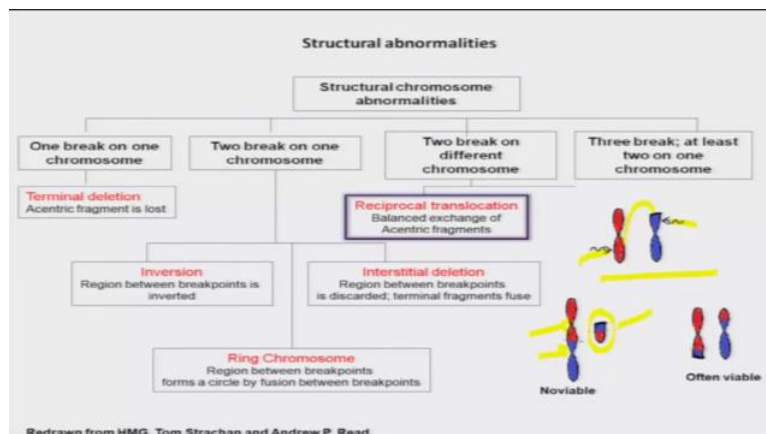 Structural abnormalities
Structural chromosome
abnormalities
One break on one
chromosome
Two break on one
chromosome
Two break on
different
chromosome
Three break; at least
two on one
chromosome
Terminal deletion
Acentric fragment is lost
Reciprocal translocation
Balanced exchange of
Acentric fragments
Inversion
Region between breakpoints is
inverted
Interstitial deletion
Region between breakpoints
is discarded; terminal fragments fuse
Ring Chromosome
Region between breakpoints
forms a circle by fusion between breakpoints
Noviable
Often viable
Redrawn from HMG, Tom Strachan and Andrew P. Read